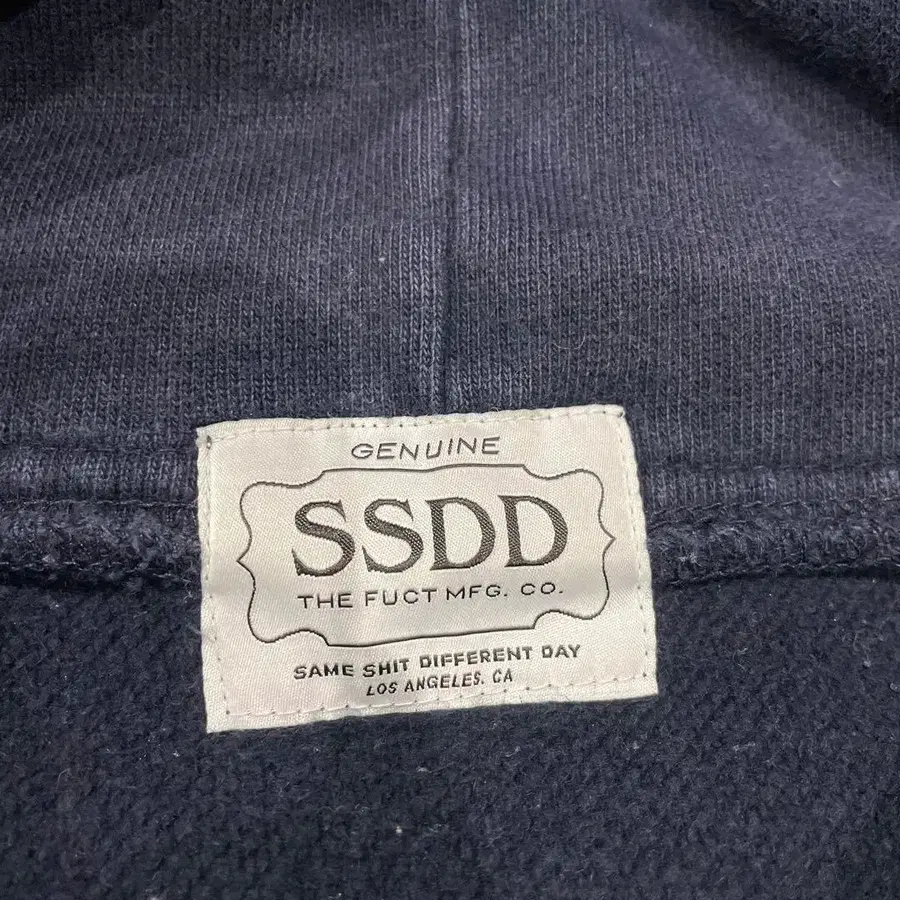 GENUINE
SSDD
THE FUCT MFG. CO.
SAME SHIT DIFFERENT DAY
LOS ANGELES. CA